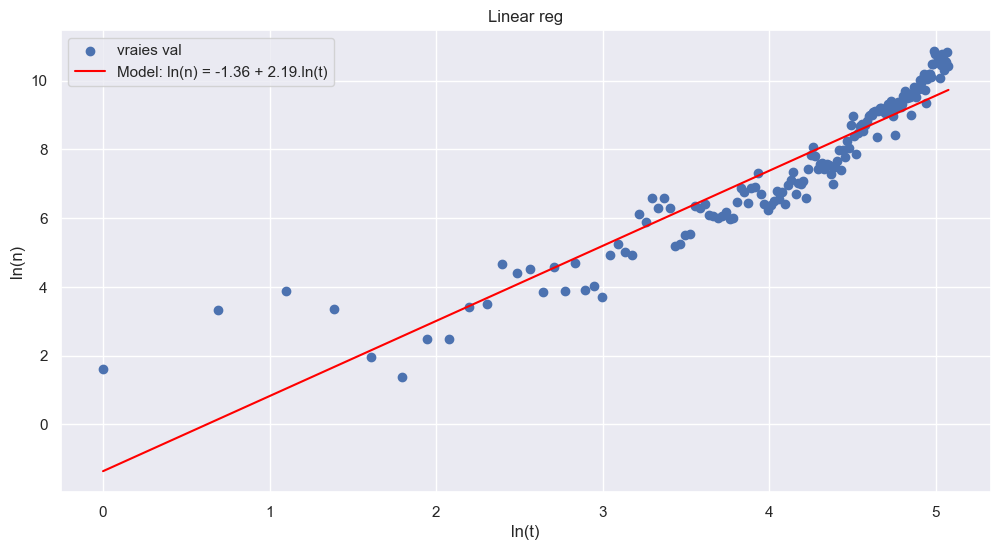 Linear reg
vraies val
Model: ln(n) = -1.36 + 2.19.ln(t)
10
8
6
4
2
0
ln(n)
0 1 2 3 4 5
ln(t)